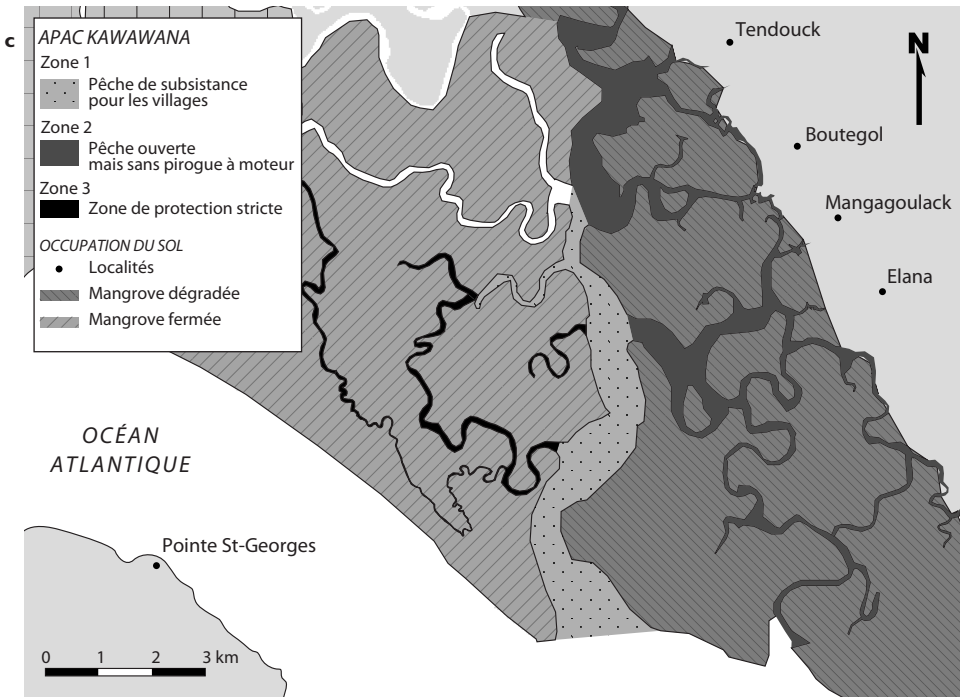 c
APAC KAWAWANA
Zone 1
Pêche de subsistance
pour les villages
Zone 2
Pêche ouverte
mais sans pirogue à moteur
Zone 3
Zone de protection stricte
OCCUPATION DU SOL
Localités
Mangrove dégradée
Mangrove fermée
Tendouck
N
Boutegol
Mangagoulack
Elana
OCÉAN
ATLANTIQUE
Pointe St-Georges
0 1 2 3 km